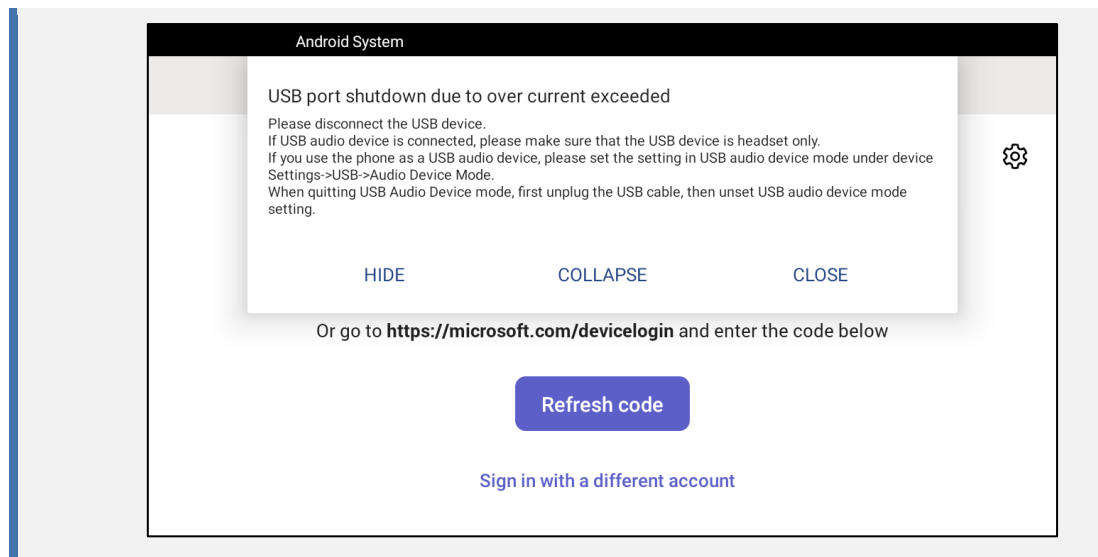 Android System
USB port shutdown due to over current exceeded
Please disconnect the USB device.
If USB audio device is connected, please make sure that the USB device is headset only.
If you use the phone as a USB audio device, please set the setting in USB audio device mode under device
Settings->USB->Audio Device Mode.
When quitting USB Audio Device mode, first unplug the USB cable, then unset USB audio device mode
setting.
HIDE COLLAPSE CLOSE
Or go to https://microsoft.com/devicelogin and enter the code below
Refresh code
Sign in with a different account